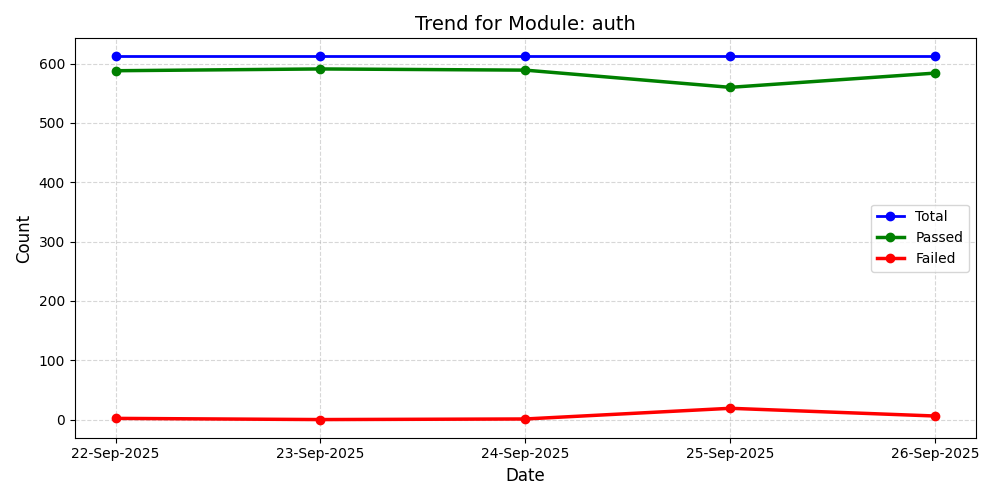 Trend for Module: auth
Count
600
500
400
300
200
100
0
Total
Passed
Failed
22-Sep-2025
23-Sep-2025
24-Sep-2025
25-Sep-2025
26-Sep-2025
Date